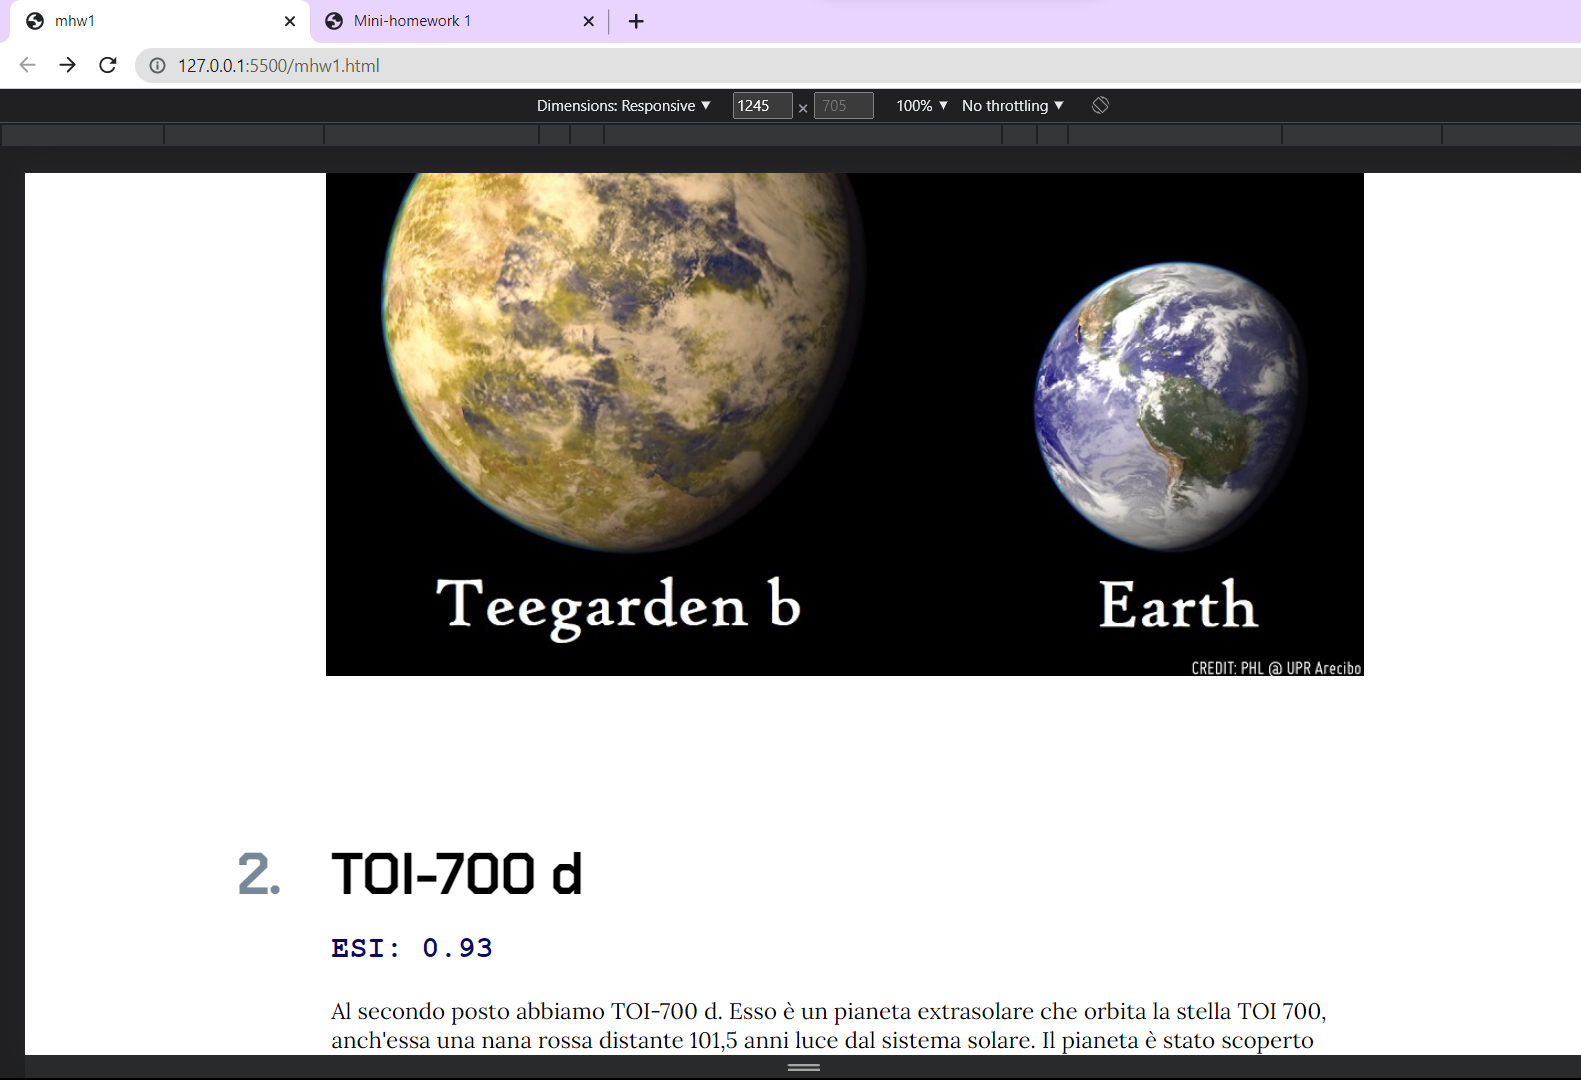 mhw1
Mini-homework 1
127.0.0.1:5500/mhw1.html
Dimensions: Responsive 1245 × 705 100% No throttling
Teegarden b Earth
CREDIT: PHL @ UPR Arecibo
2. TOI-700 d
ESI: 0.93
Al secondo posto abbiamo TOI-700 d. Esso è un pianeta extrasolare che orbita la stella TOI 700,
anch'essa una nana rossa distante 101,5 anni luce dal sistema solare. Il pianeta è stato scoperto